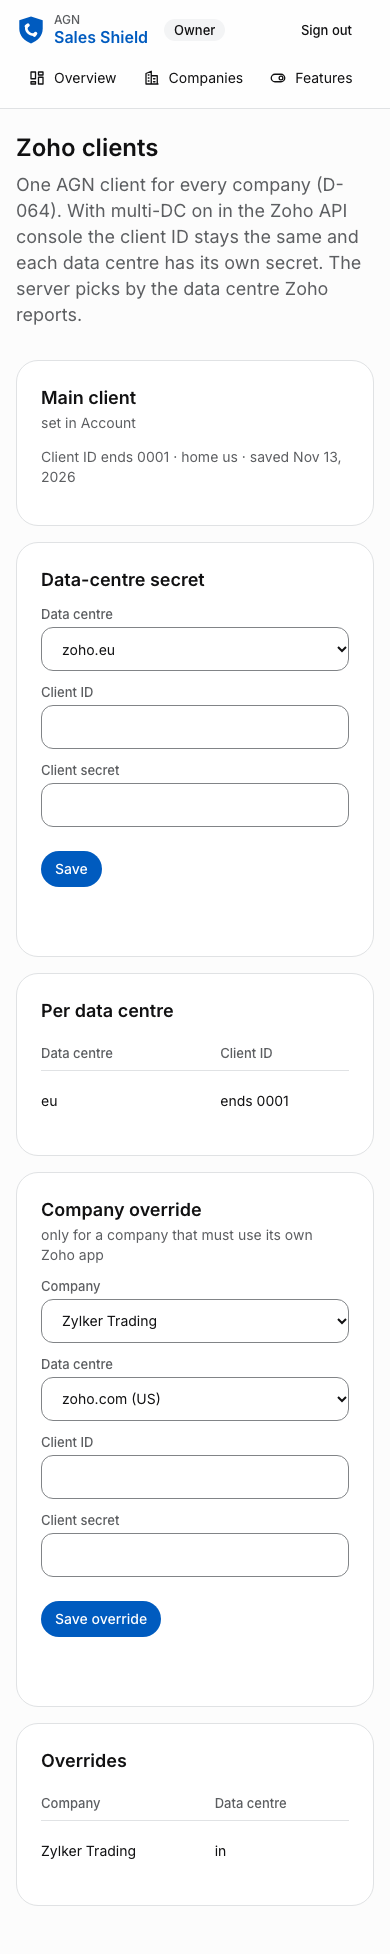 AGN
Sales Shield
Owner
Sign out
Overview
Companies
Features
Zoho clients
One AGN client for every company (D-
064). With multi-DC on in the Zoho API
console the client ID stays the same and
each data centre has its own secret. The
server picks by the data centre Zoho
reports.
Main client
set in Account
Client ID ends 0001 · home us · saved Nov 13,
2026
Data-centre secret
Data centre
zoho.eu
Client ID
Client secret
Save
Per data centre
Data centre
Client ID
eu
ends 0001
Company override
only for a company that must use its own
Zoho app
Company
Zylker Trading
Data centre
zoho.com (US)
Client ID
Client secret
Save override
Overrides
Company
Data centre
Zylker Trading
in